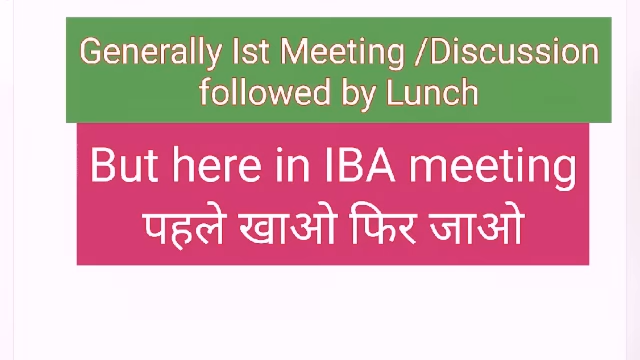 Generally Ist Meeting /Discussion
followed by Lunch
But here in IBA meeting
पहले खाओ फिर जाओ